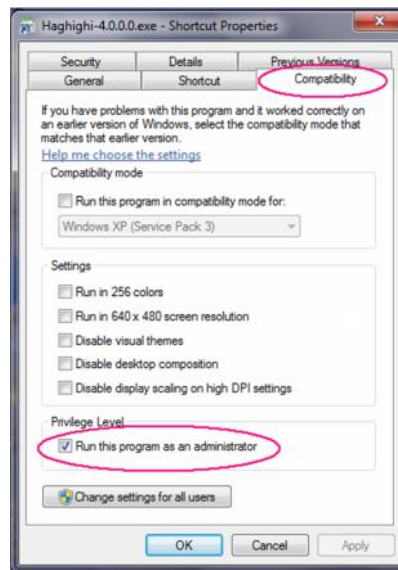 Haghighi-4.0.0.0.exe - Shortcut Properties
Security Details Previous Versions
General Shortcut Compatibility
If you have problems with this program and it worked correctly on
an earlier version of Windows, select the compatibility mode that
matches that earlier version.
Help me choose the settings
Compatibility mode
Run this program in compatibility mode for:
Windows XP (Service Pack 3)
Settings
Run in 256 colors
Run in 640 x 480 screen resolution
Disable visual themes
Disable desktop composition
Disable display scaling on high DPI settings
Privilege Level
Run this program as an administrator
Change settings for all users
OK Cancel Apply